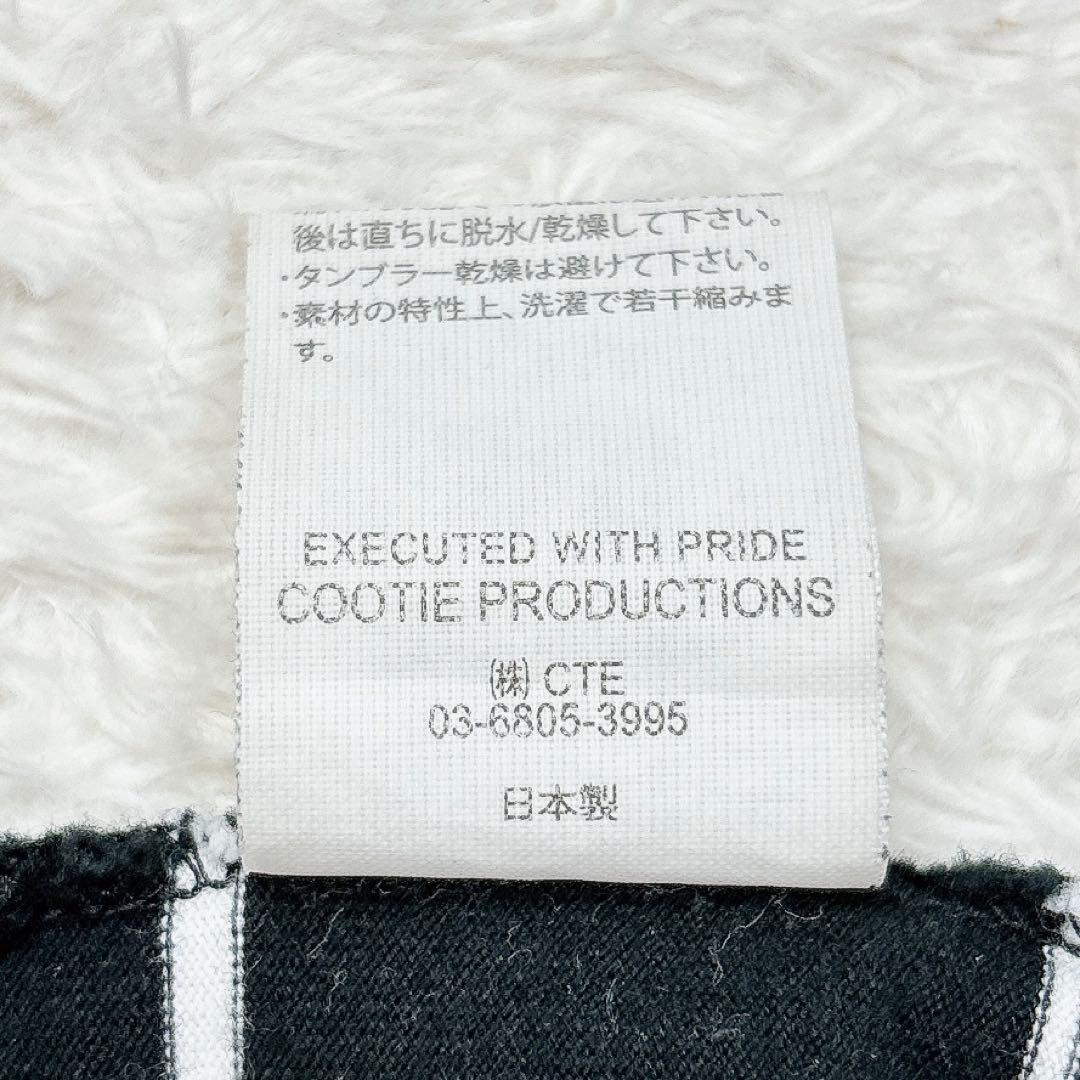 後は直ちに脱水/乾燥して下さい。
・タンブラー乾燥は避けて下さい。
・素材の特性上、洗濯で若干縮みま
す。
EXECUTED WITH PRIDE
COOTIE PRODUCTIONS
㈱ CTE
03-6805-3995
日本製